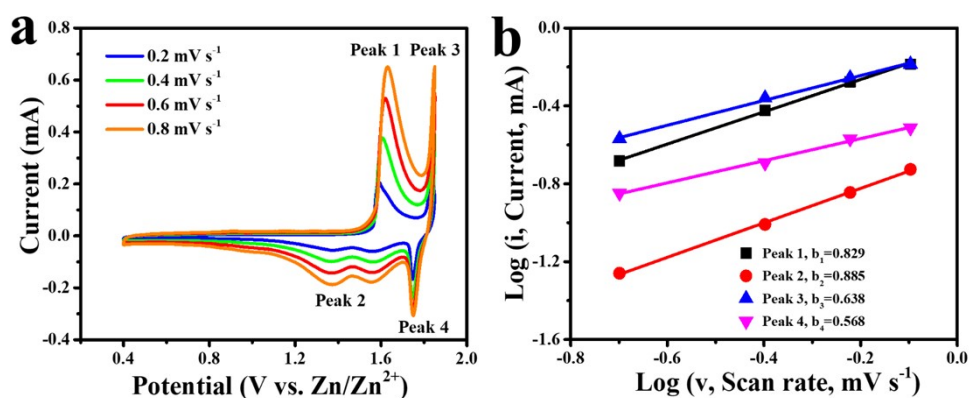 a
0.2 mV s⁻¹
0.4 mV s⁻¹
0.6 mV s⁻¹
0.8 mV s⁻¹
Peak 1
Peak 3
Peak 2
Peak 4
Current (mA)
0.8
0.6
0.4
0.2
0.0
-0.2
-0.4
0.4
0.8
1.2
1.6
2.0
Potential (V vs. Zn/Zn²⁺)
b
Log (i, Current, mA)
0.0
-0.4
-0.8
-1.2
-1.6
Peak 1, b₁=0.829
Peak 2, b₂=0.885
Peak 3, b₃=0.638
Peak 4, b₄=0.568
-0.8
-0.6
-0.4
-0.2
0.0
Log (v, Scan rate, mV s⁻¹)